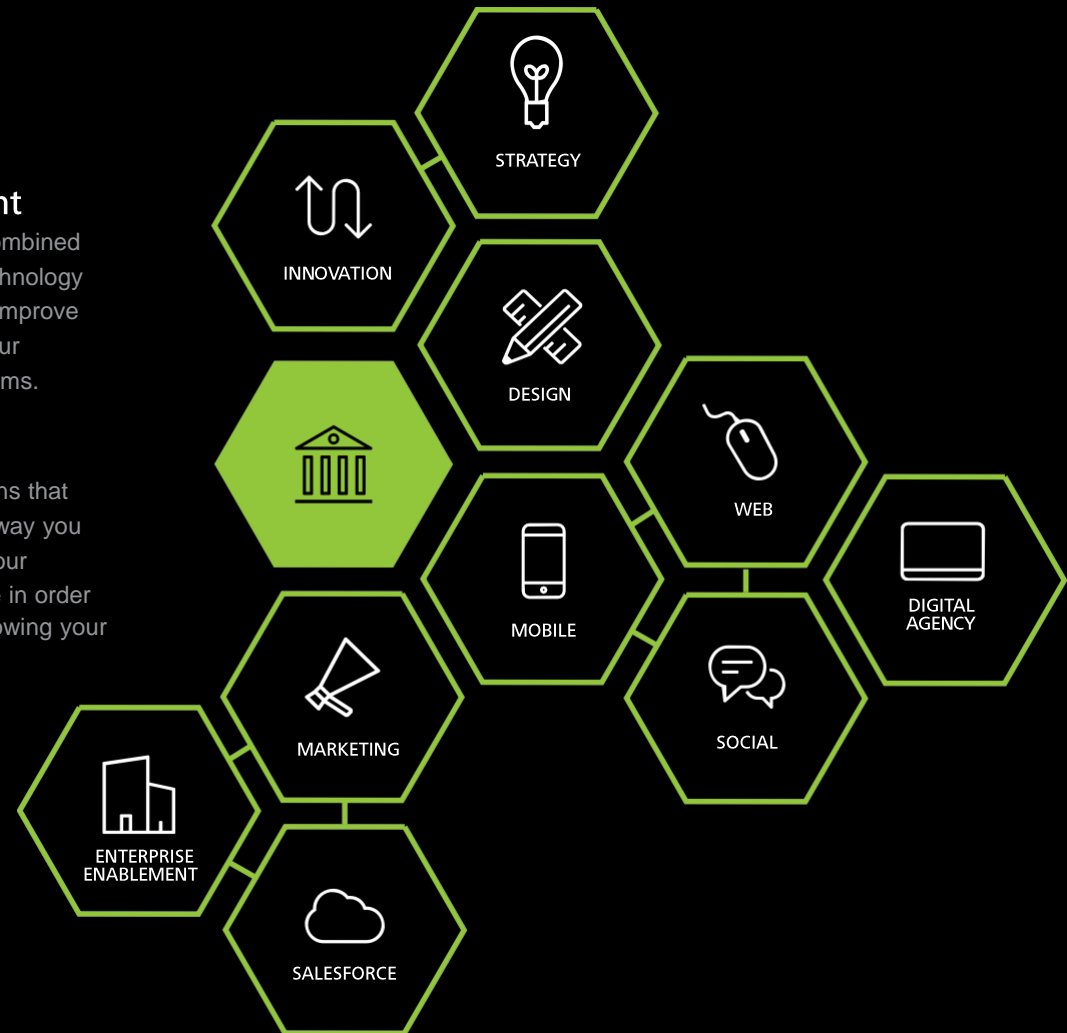 nt
ombined
hnology
improve
ur
ms.
ns that
way you
our
in order
owing your
STRATEGY
INNOVATION
DESIGN
WEB
DIGITAL
AGENCY
MOBILE
SOCIAL
MARKETING
ENTERPRISE
ENABLEMENT
SALESFORCE